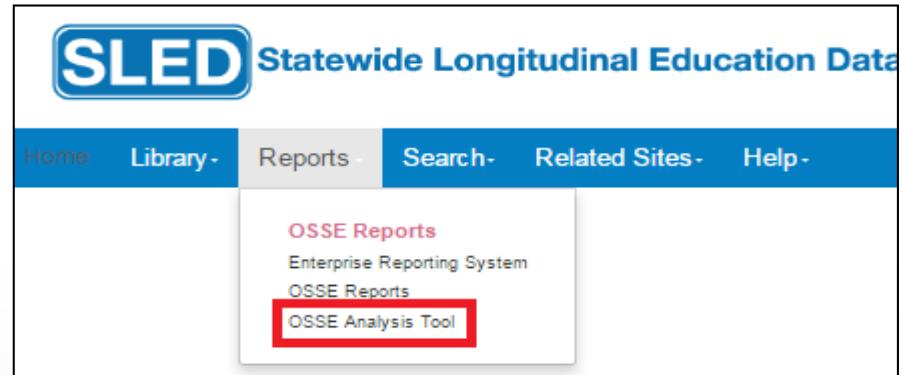 SLED Statewide Longitudinal Education Data
Home Library Reports Search Related Sites Help
OSSE Reports
Enterprise Reporting System
OSSE Reports
OSSE Analysis Tool